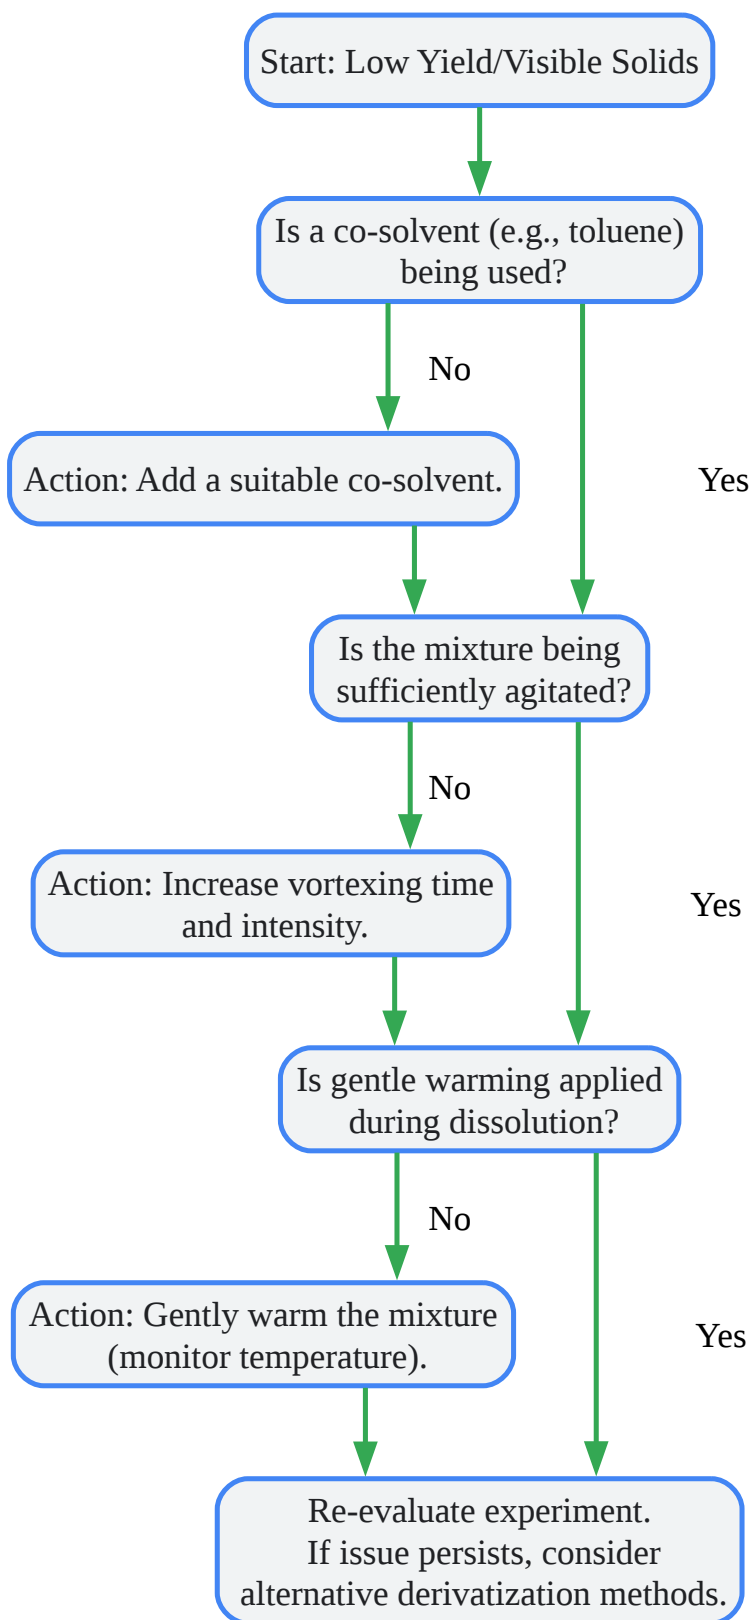 Start: Low Yield/Visible Solids
Is a co-solvent (e.g., toluene)
being used?
No
Action: Add a suitable co-solvent.
Yes
Is the mixture being
sufficiently agitated?
No
Action: Increase vortexing time
and intensity.
Yes
Is gentle warming applied
during dissolution?
No
Action: Gently warm the mixture
(monitor temperature).
Yes
Re-evaluate experiment.
If issue persists, consider
alternative derivatization methods.